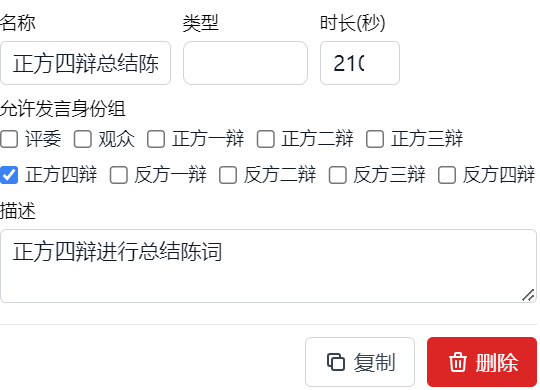 名称 类型 时长(秒)
正方四辩总结陈 210
允许发言身份组
评委 观众 正方一辩 正方二辩 正方三辩
正方四辩 反方一辩 反方二辩 反方三辩 反方四辩
描述
正方四辩进行总结陈词
复制 删除